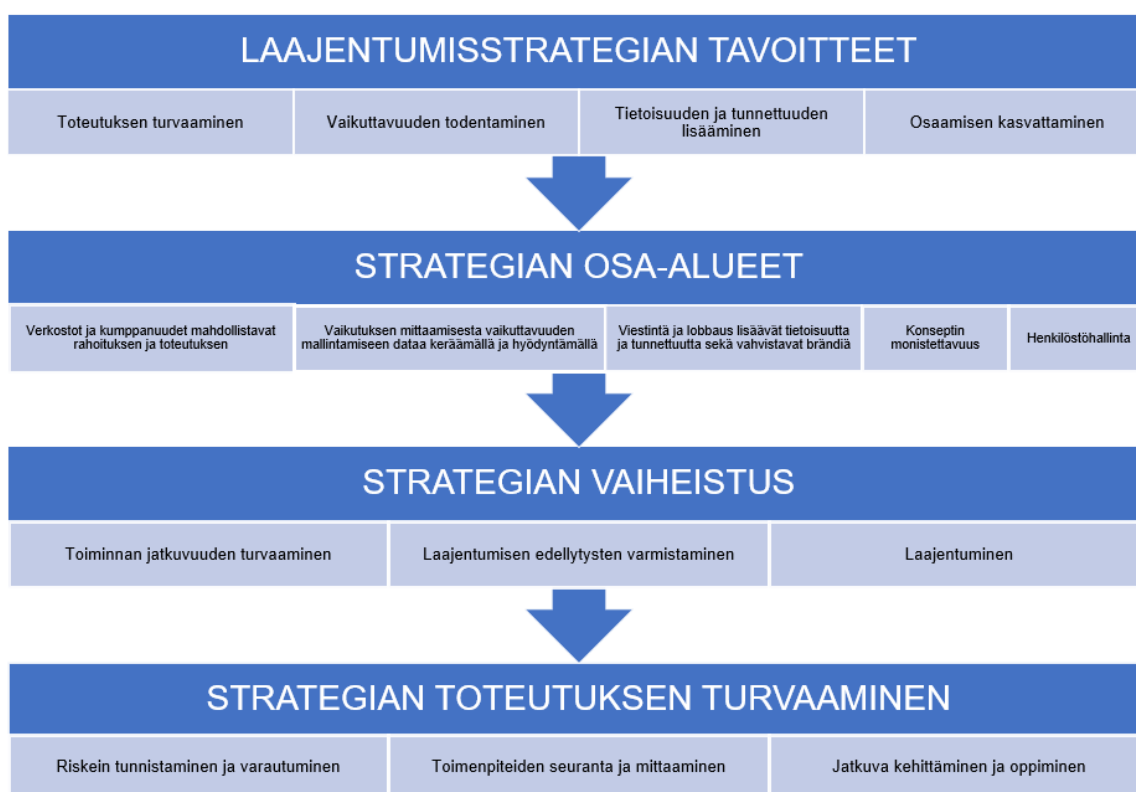 LAAJENTUMISSTRATEGIAN TAVOITTEET
Toteutuksen turvaaminen
Vaikuttavuuden todentaminen
Tietoisuuden ja tunnettuuden
lisääminen
Osaamisen kasvattaminen
STRATEGIAN OSA-ALUEET
Verkostot ja kumppanuudet mahdollistavat
rahoituksen ja toteutuksen
Vaikutuksen mittaamisesta vaikuttavuuden
mallintamiseen dataa keräämällä ja hyödyntämällä
Viestintä ja lobbaus lisäävät tietoisuutta
ja tunnettuutta sekä vahvistavat brändiä
Konseptin
monistettavuus
Henkilöstöhallinta
STRATEGIAN VAIHEISTUS
Toiminnan jatkuvuuden turvaaminen
Laajentumisen edellytysten varmistaminen
Laajentuminen
STRATEGIAN TOTEUTUKSEN TURVAAMINEN
Riskein tunnistaminen ja varautuminen
Toimenpiteiden seuranta ja mittaaminen
Jatkuva kehittäminen ja oppiminen